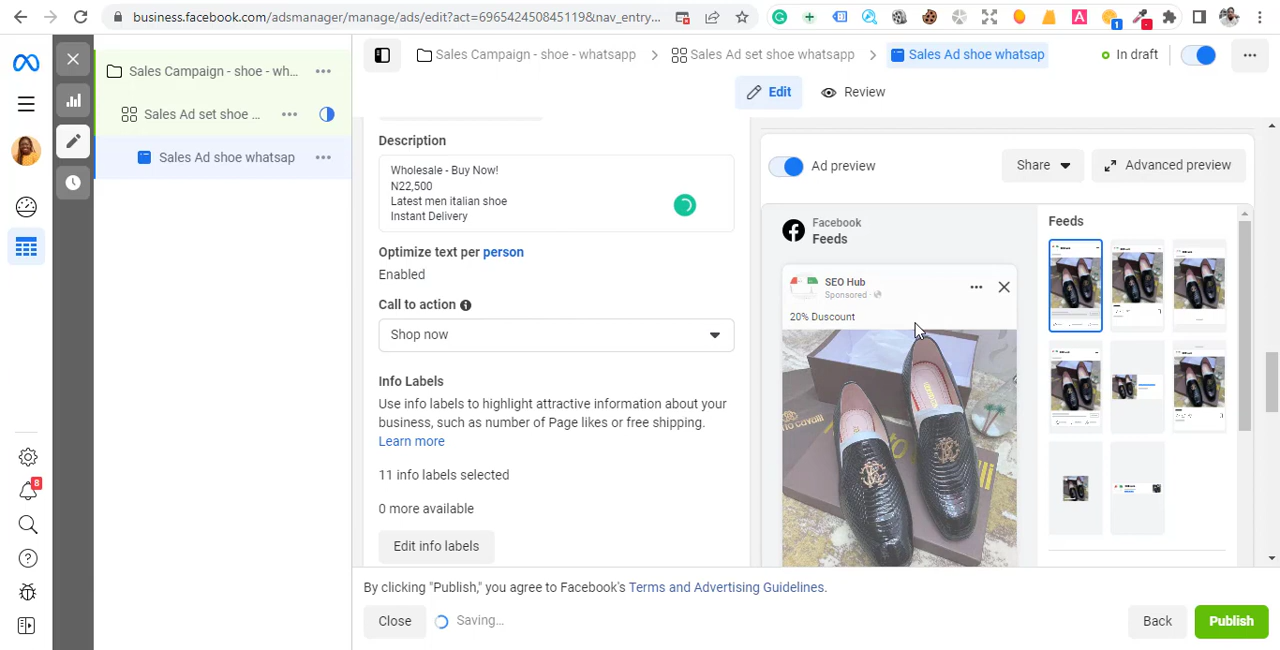 business.facebook.com/adsmanager/manage/ads/edit?act=696542450845119&nav_entry...
1
Sales Campaign - shoe - wh...
Sales Ad set shoe ...
Sales Ad shoe whatsap
8
Sales Campaign - shoe - whatsapp
Sales Ad set shoe whatsapp
Sales Ad shoe whatsap
In draft
Edit
Review
Description
Wholesale - Buy Now!
N22,500
Latest men italian shoe
Instant Delivery
Optimize text per person
Enabled
Call to action
Shop now
Info Labels
Use info labels to highlight attractive information about your
business, such as number of Page likes or free shipping.
Learn more
11 info labels selected
0 more available
Edit info labels
Ad preview
Share
Advanced preview
Facebook
Feeds
SEO Hub
Sponsored ·
20% Duscount
Feeds
By clicking "Publish," you agree to Facebook's Terms and Advertising Guidelines.
Close
Saving...
Back
Publish